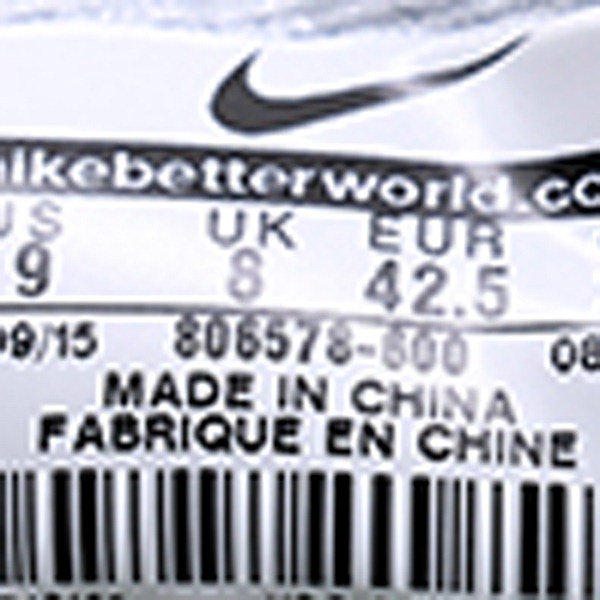 nikebetterworld.co
US UK EUR
9 8 42.5
09/15 806578-600 08
MADE IN CHINA
FABRIQUE EN CHINE